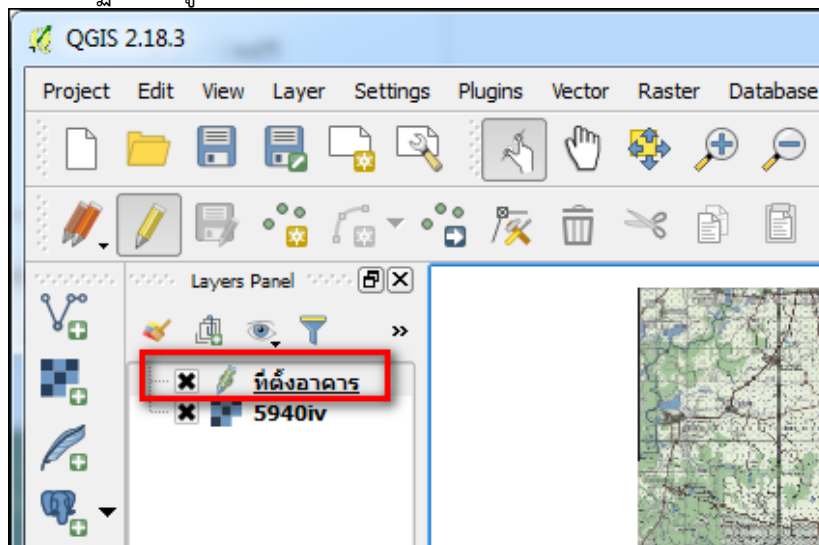 QGIS 2.18.3
Project Edit View Layer Settings Plugins Vector Raster Database
Layers Panel
ที่ตั้งอาคาร
5940iv